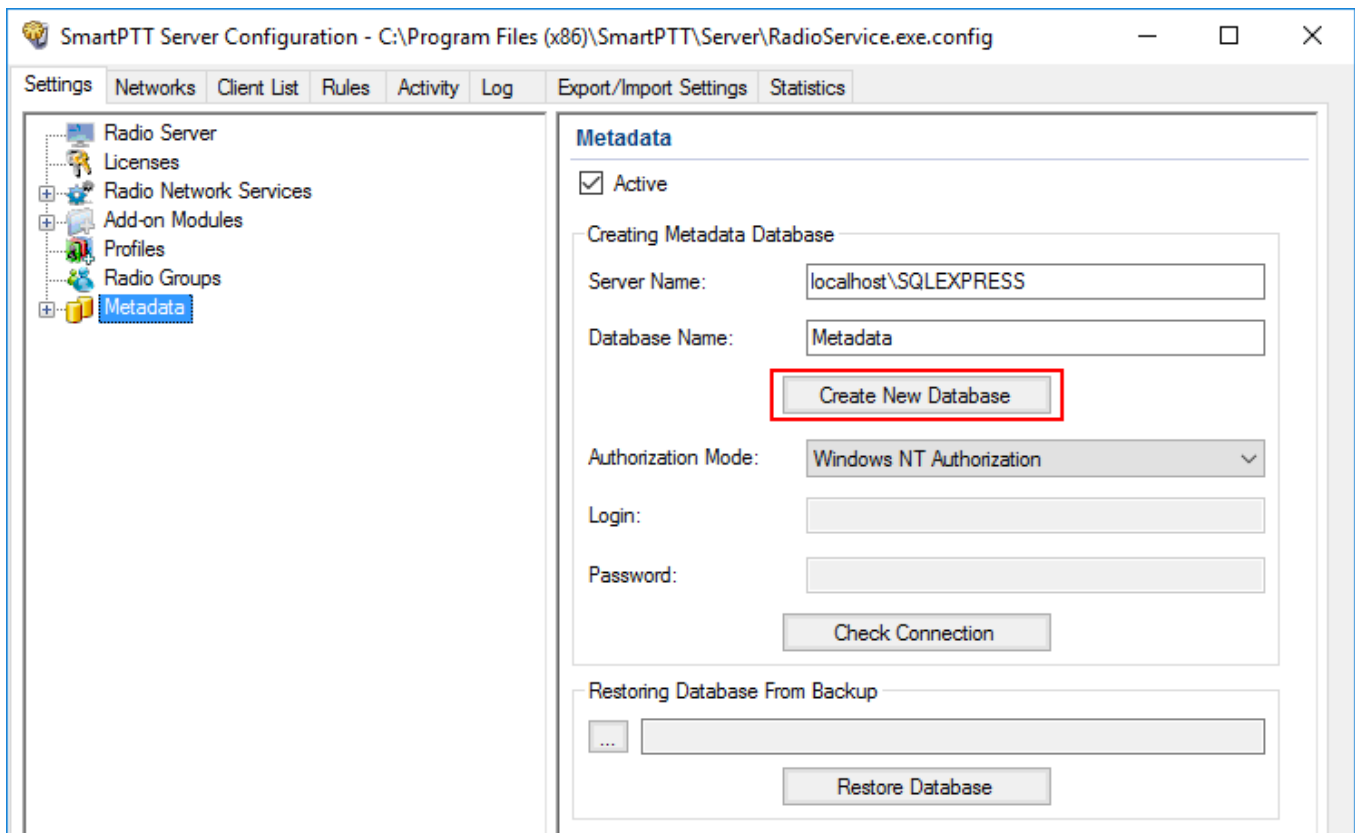 SmartPTT Server Configuration - C:\Program Files (x86)\SmartPTT\Server\RadioService.exe.config
Settings Networks Client List Rules Activity Log Export/Import Settings Statistics
Radio Server
Licenses
Radio Network Services
Add-on Modules
Profiles
Radio Groups
Metadata
Metadata
Active
Creating Metadata Database
Server Name: localhost\SQLEXPRESS
Database Name: Metadata
Create New Database
Authorization Mode: Windows NT Authorization
Login:
Password:
Check Connection
Restoring Database From Backup
...
Restore Database